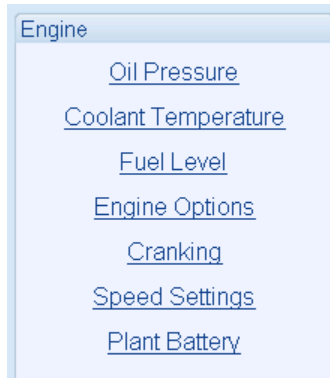 Engine
Oil Pressure
Coolant Temperature
Fuel Level
Engine Options
Cranking
Speed Settings
Plant Battery